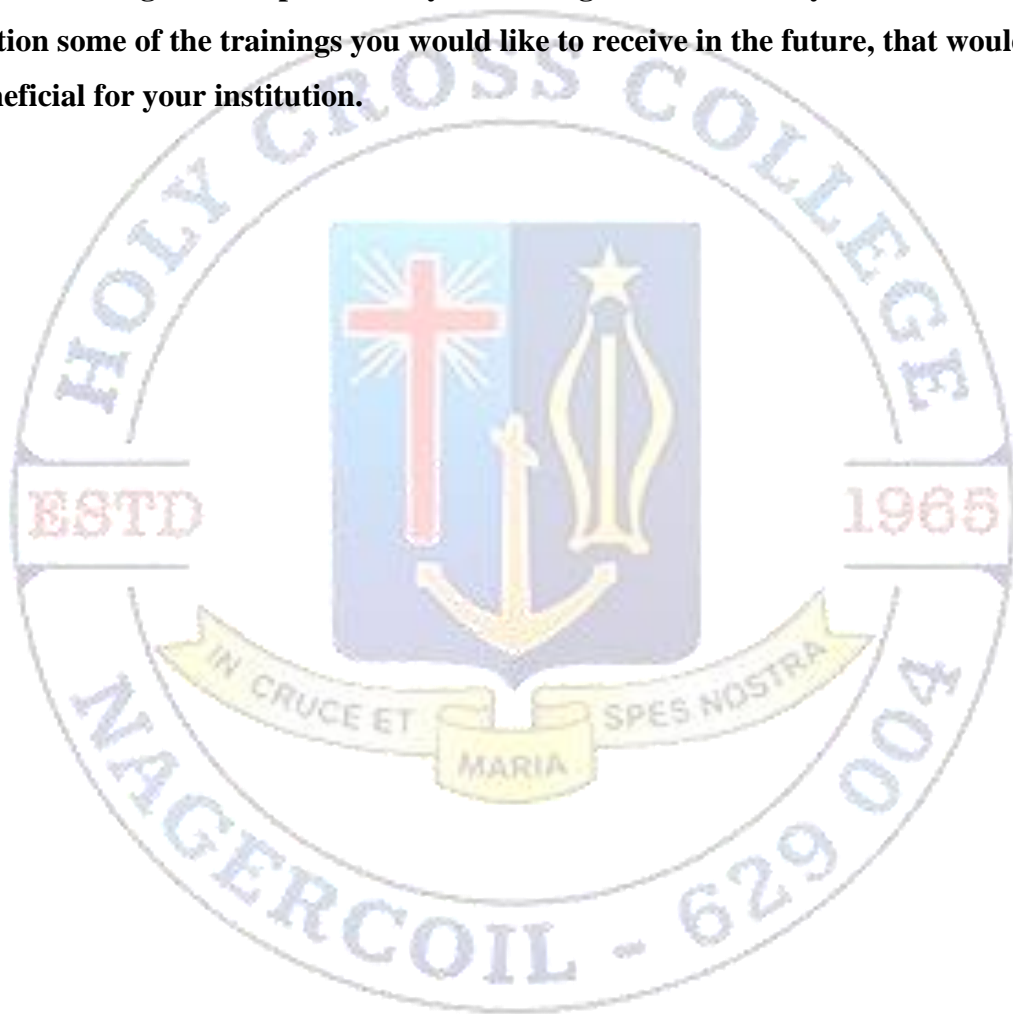 tion some of the trainings you would like to receive in the future, that woul
neficial for your institution.
HOLY CROSS COLLEGE
ESTD 1965
IN CRUCE ET MARIA SPES NOSTRA
NAGERCOIL - 629 004